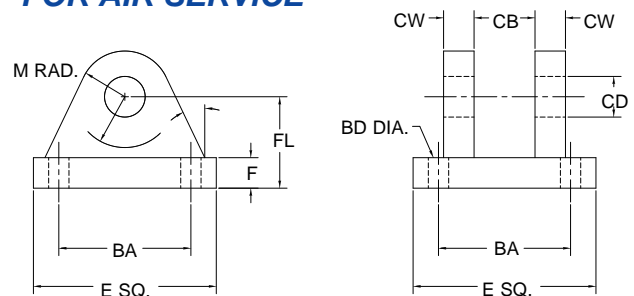 FOR AIR SERVICE
CW CB CW
M RAD.
CD
FL
BD DIA.
F
BA
BA
E SQ.
E SQ.